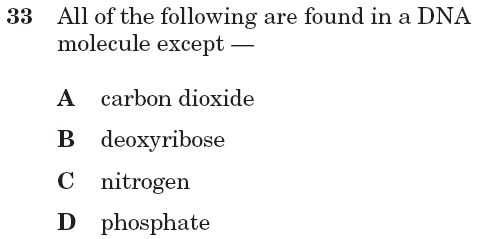 33 All of the following are found in a DNA
molecule except —
A carbon dioxide
B deoxyribose
C nitrogen
D phosphate